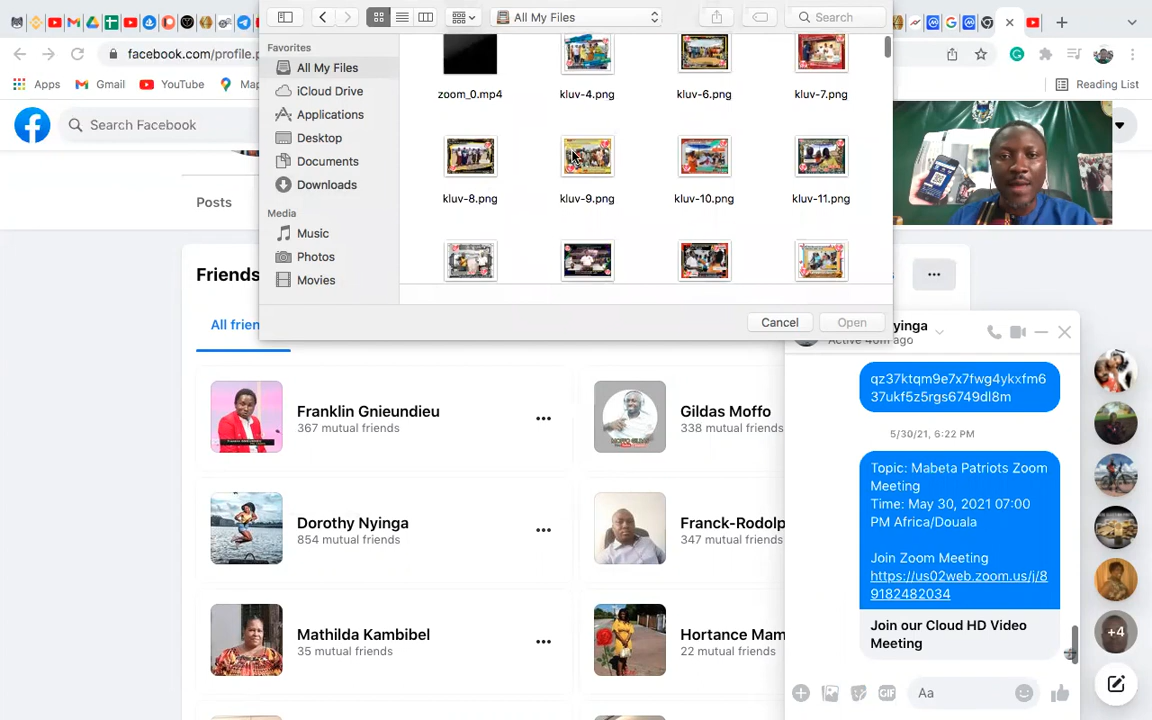 All My Files
Search
facebook.com/profile.p
Apps
Gmail
YouTube
Map
Reading List
Search Facebook
Favorites
All My Files
iCloud Drive
Applications
Desktop
Documents
Downloads
Media
Music
Photos
Movies
zoom_0.mp4
kluv-4.png
kluv-6.png
kluv-7.png
kluv-8.png
kluv-9.png
kluv-10.png
kluv-11.png
Cancel
Open
Posts
Friends
All frien
Franklin Gnieundieu
367 mutual friends
Gildas Moffo
338 mutual friends
Dorothy Nyinga
854 mutual friends
Franck-Rodolp
347 mutual friends
Mathilda Kambibel
35 mutual friends
Hortance Mam
22 mutual friends
yinga
Active 40m ago
qz37ktqm9e7x7fwg4ykxfm6
37ukf5z5rgs6749dl8m
5/30/21, 6:22 PM
Topic: Mabeta Patriots Zoom
Meeting
Time: May 30, 2021 07:00
PM Africa/Douala
Join Zoom Meeting
https://us02web.zoom.us/j/8
9182482034
Join our Cloud HD Video
Meeting
GIF
Aa
+4